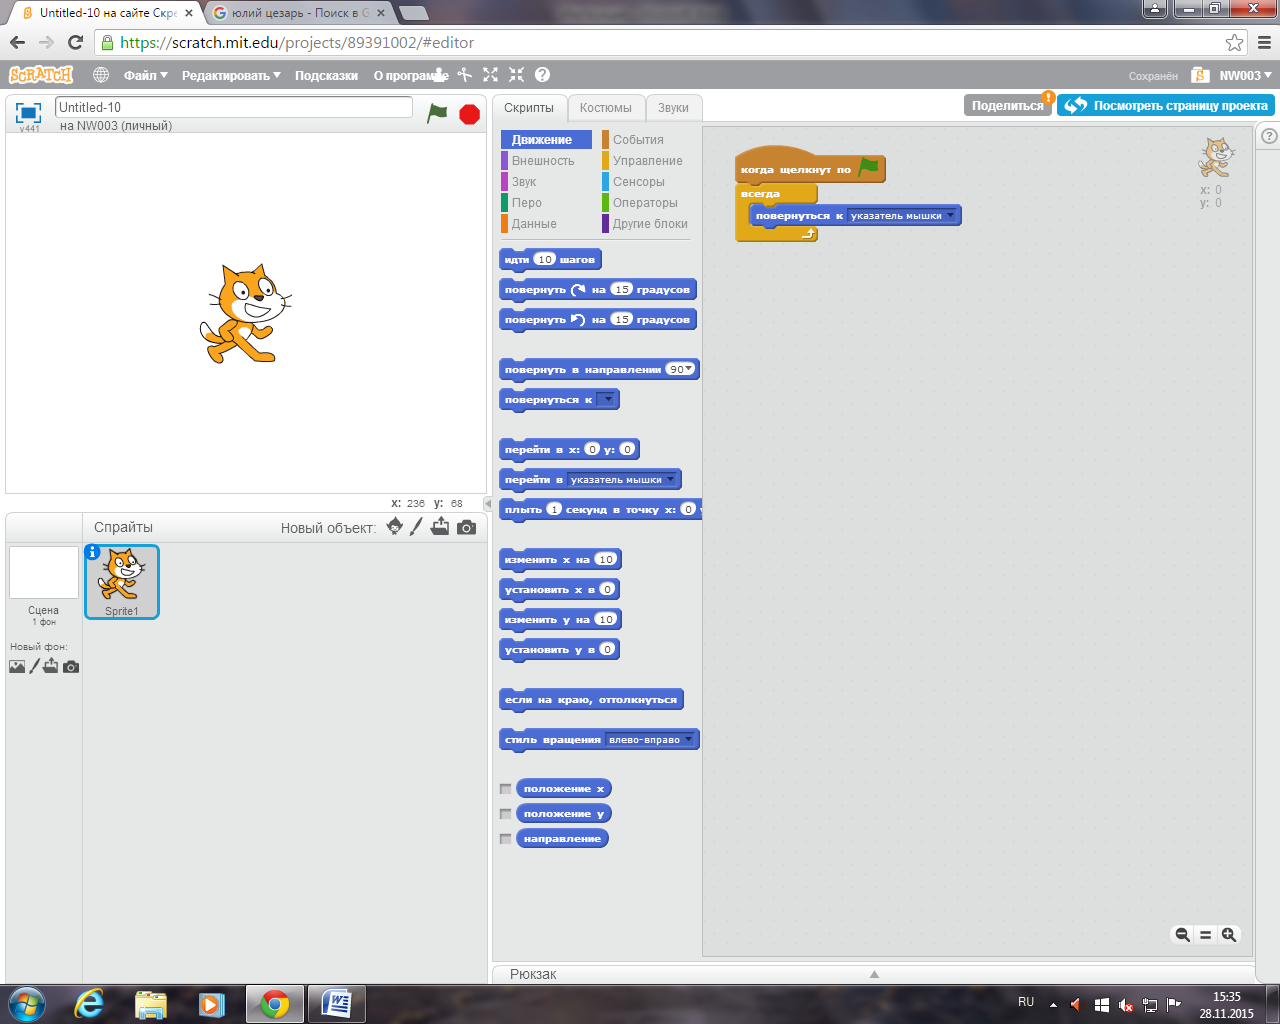 Untitled-10 на сайте Скре
юлий цезарь - Поиск в G
https://scratch.mit.edu/projects/89391002/#editor
SCRATCH
Файл
Редактировать
Подсказки
О програм
Сохранён
NW003
v441
Untitled-10
на NW003 (личный)
Скрипты
Костюмы
Звуки
Поделиться
Посмотреть страницу проекта
Движение
События
Внешность
Управление
Звук
Сенсоры
Перо
Операторы
Данные
Другие блоки
идти 10 шагов
повернуть на 15 градусов
повернуть на 15 градусов
повернуть в направлении 90
повернуться к
перейти в x: 0 y: 0
перейти в указатель мышки
плыть 1 секунд в точку x: 0
изменить x на 10
установить x в 0
изменить y на 10
установить y в 0
если на краю, оттолкнуться
стиль вращения влево-вправо
положение x
положение y
направление
когда щелкнут по
всегда
повернуться к указатель мышки
x: 0
y: 0
x: 236 y: 68
Спрайты
Новый объект:
Sprite1
Сцена
1 фон
Новый фон:
Рюкзак
RU
15:35
28.11.2015